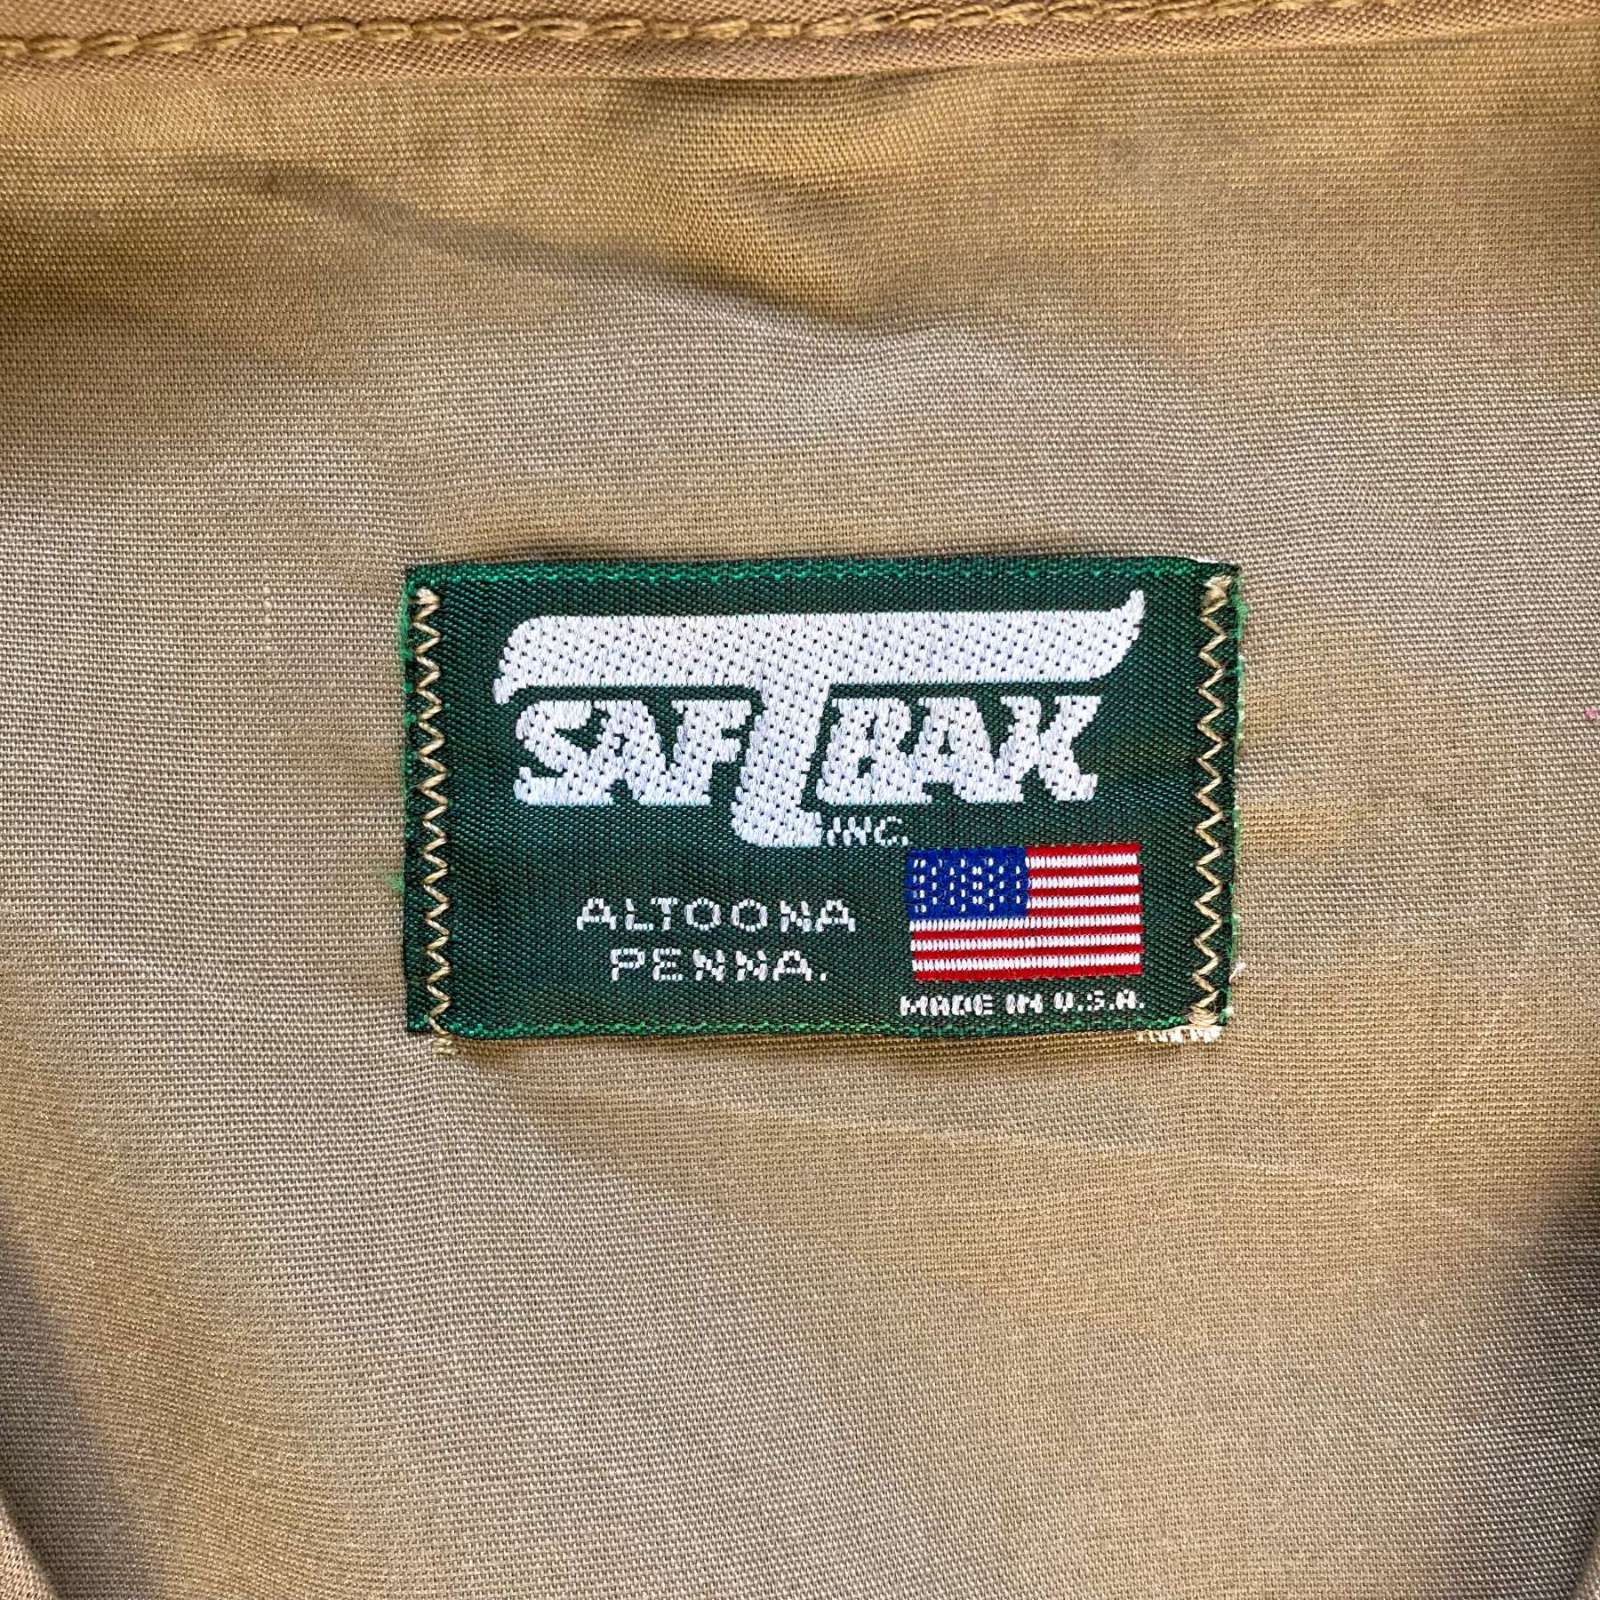 SAFTBAK
INC.
ALTOONA
PENNA.
MADE IN U.S.A.